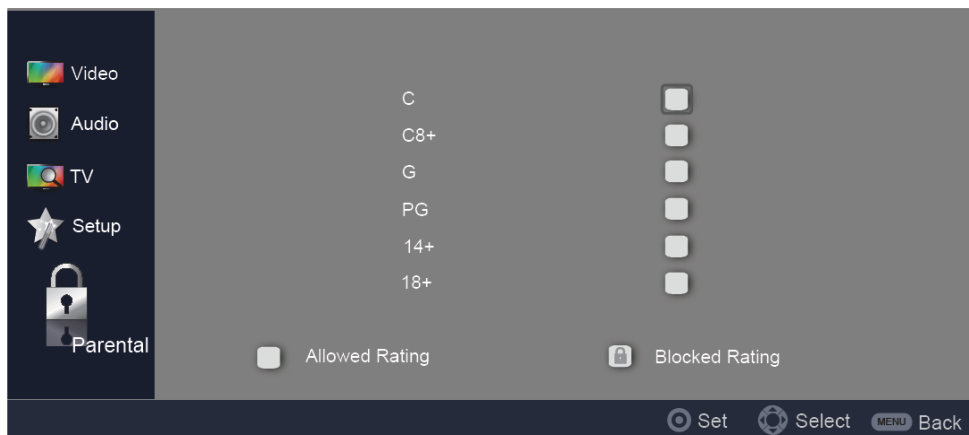 Video
Audio
TV
Setup
Parental
C
C8+
G
PG
14+
18+
Allowed Rating Blocked Rating
Set Select MENU Back